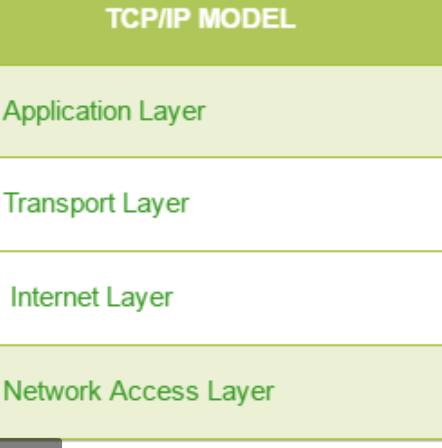 TCP/IP MODEL
Application Layer
Transport Layer
Internet Layer
Network Access Layer